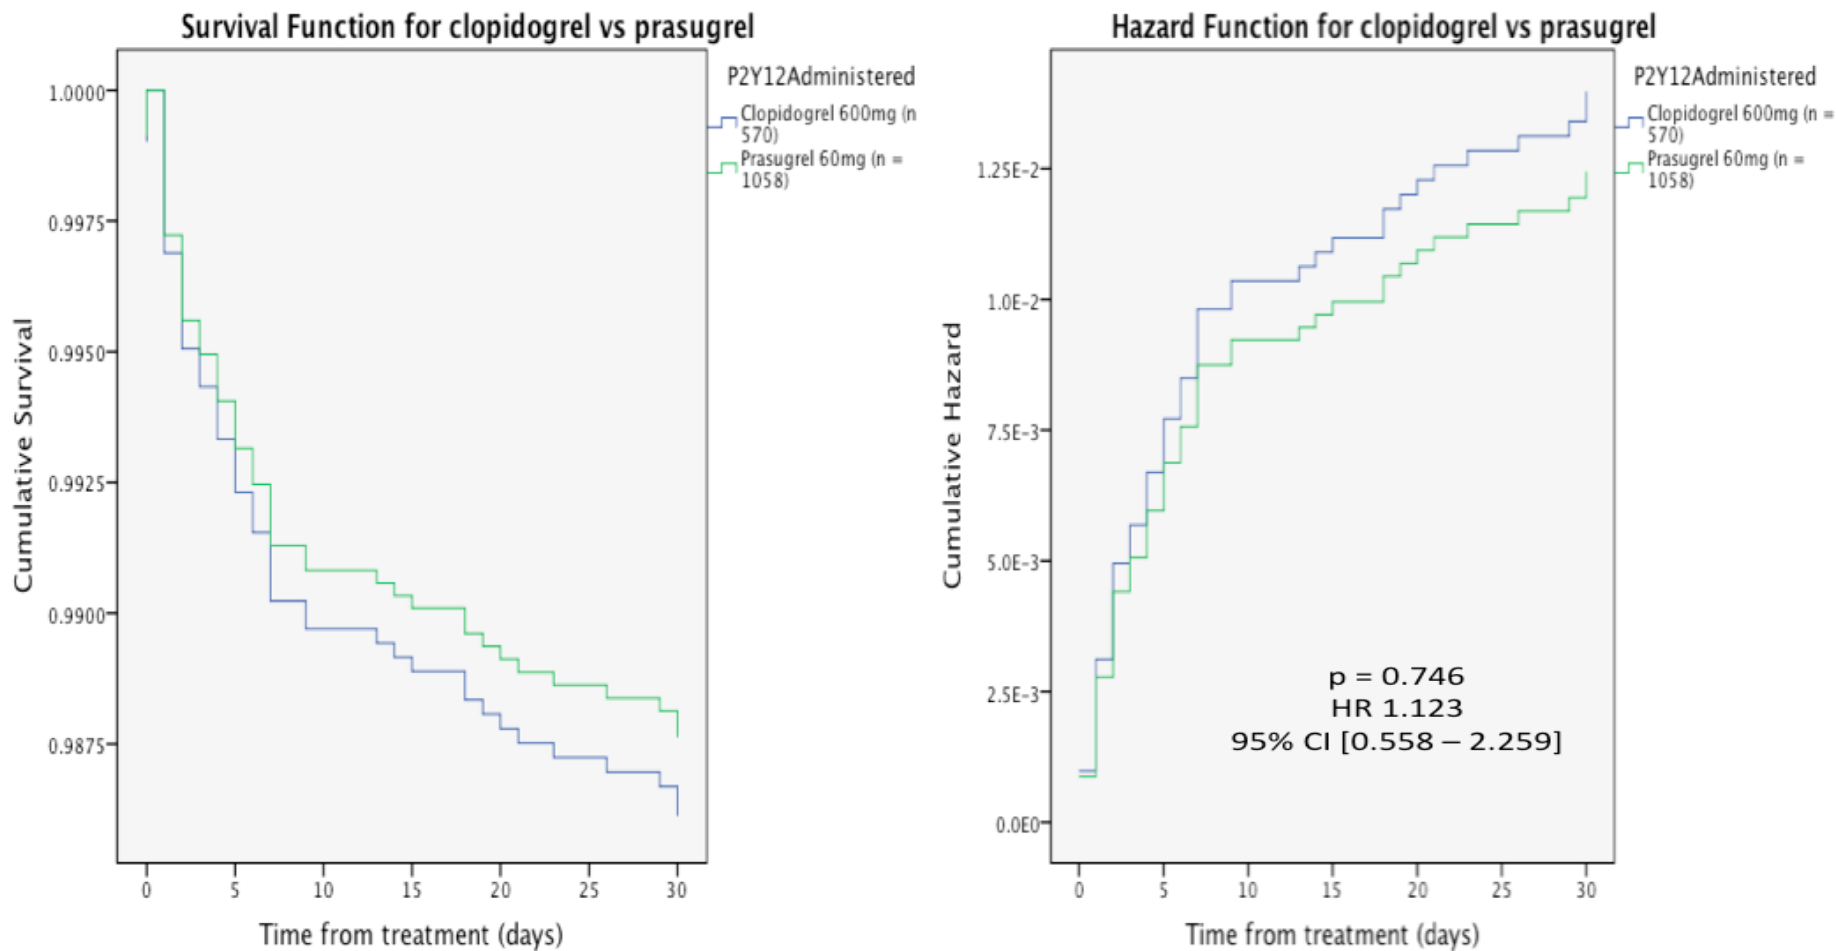 Survival Function for clopidogrel vs prasugrel
P2Y12Administered
Clopidogrel 600mg (n
570)
Prasugrel 60mg (n =
1058)
Cumulative Survival
1.0000
0.9975
0.9950
0.9925
0.9900
0.9875
0 5 10 15 20 25 30
Time from treatment (days)
Hazard Function for clopidogrel vs prasugrel
P2Y12Administered
Clopidogrel 600mg (n =
570)
Prasugrel 60mg (n =
1058)
Cumulative Hazard
1.25E-2
1.0E-2
7.5E-3
5.0E-3
2.5E-3
0.0E0
p = 0.746
HR 1.123
95% CI [0.558 – 2.259]
0 5 10 15 20 25 30
Time from treatment (days)